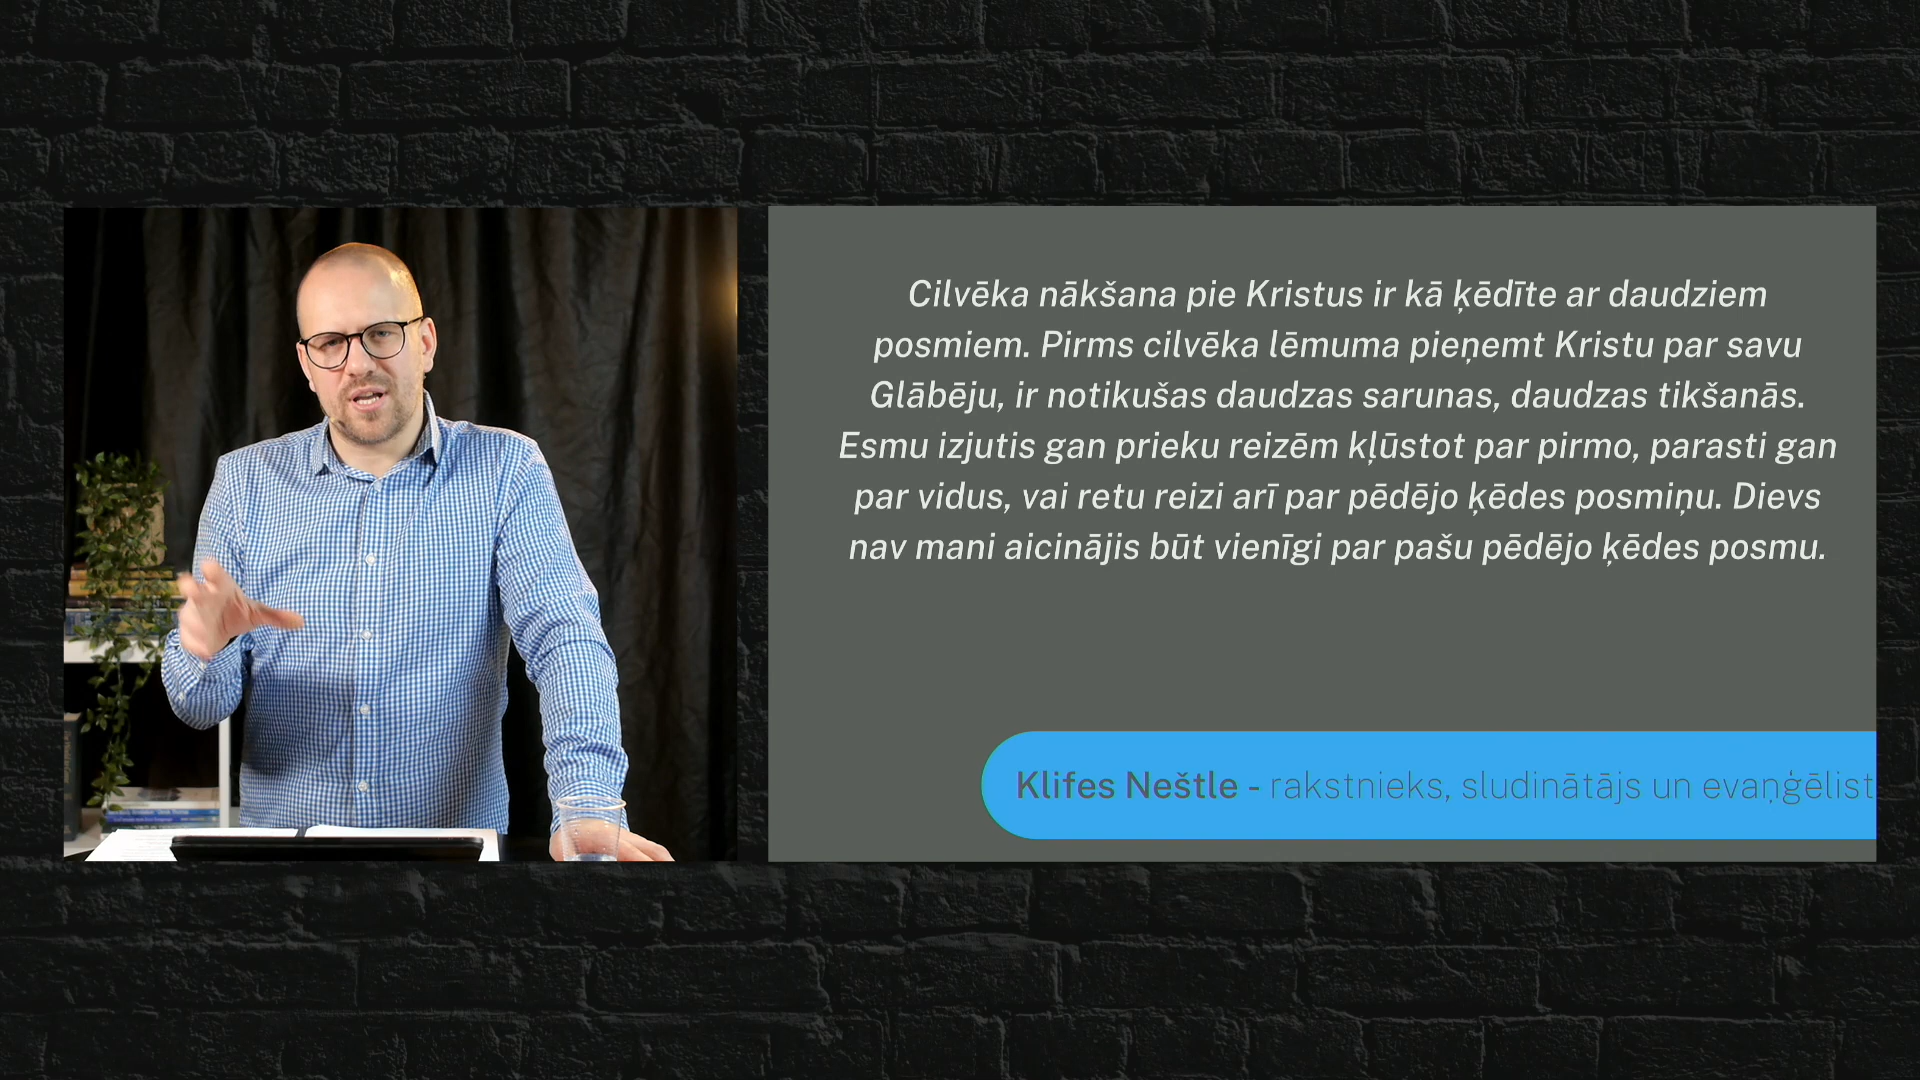 Cilvēka nākšana pie Kristus ir kā ķēdīte ar daudziem
posmiem. Pirms cilvēka lēmuma pieņemt Kristu par savu
Glābēju, ir notikušas daudzas sarunas, daudzas tikšanās.
Esmu izjutis gan prieku reizēm kļūstot par pirmo, parasti gan
par vidus, vai retu reizi arī par pēdējo ķēdes posmiņu. Dievs
nav mani aicinājis būt vienīgi par pašu pēdējo ķēdes posmu.
Klifes Neštle - rakstnieks, sludinātājs un evaņģēlist